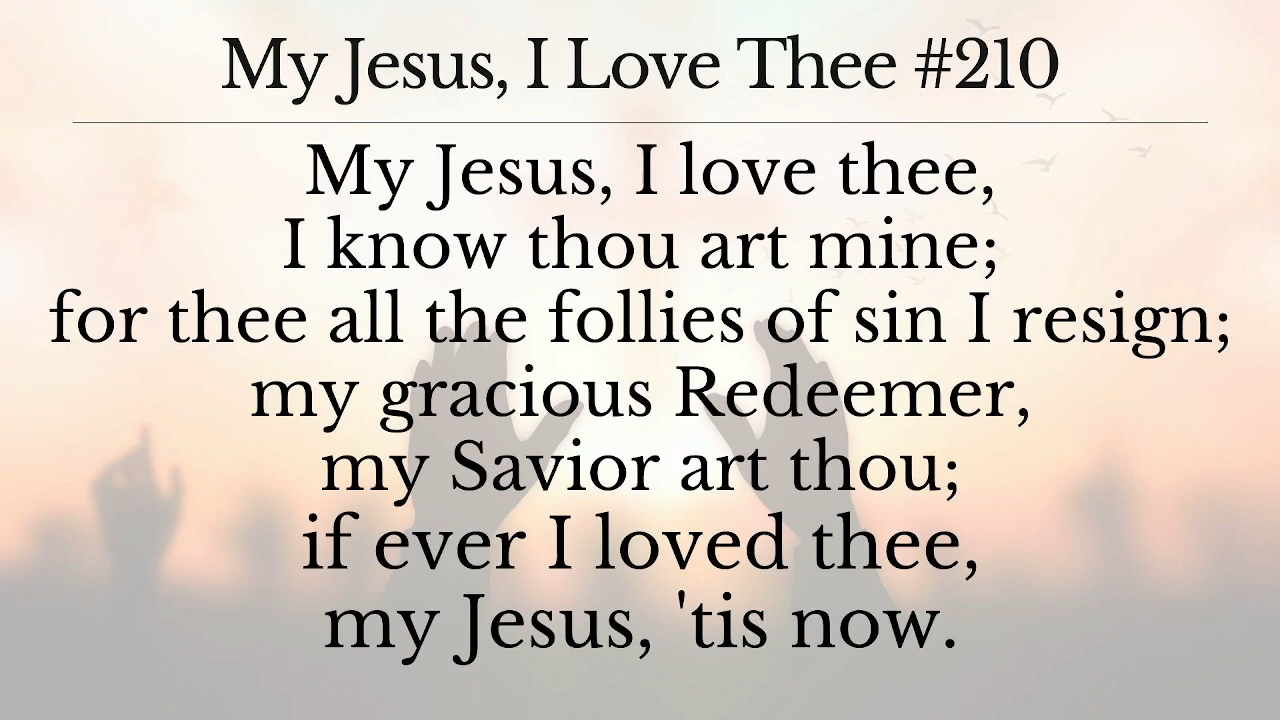 My Jesus, I Love Thee #210
My Jesus, I love thee,
I know thou art mine;
for thee all the follies of sin I resign;
my gracious Redeemer,
my Savior art thou;
if ever I loved thee,
my Jesus, 'tis now.